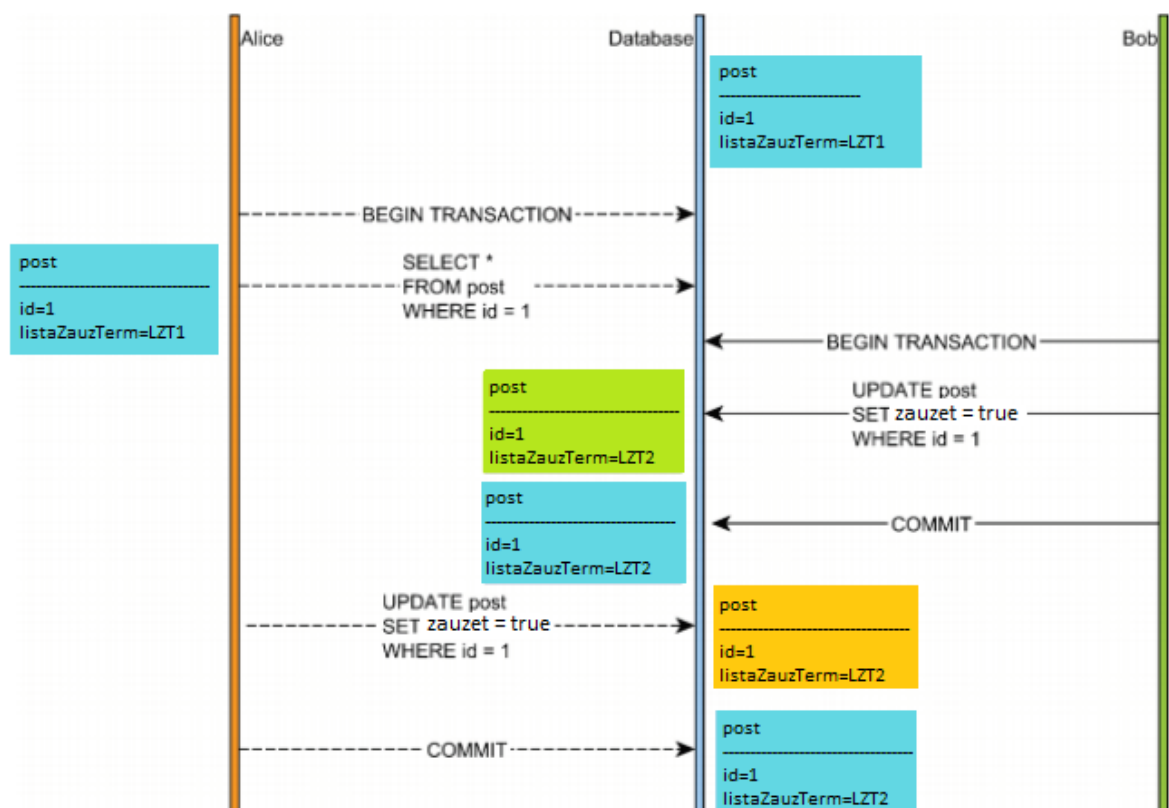 Alice
Database
Bob
post
------------------------------
id=1
listaZauzTerm=LZT1
BEGIN TRANSACTION
post
----------------------------------------
id=1
listaZauzTerm=LZT1
SELECT *
FROM post
WHERE id = 1
BEGIN TRANSACTION
post
----------------------------------------
id=1
listaZauzTerm=LZT2
UPDATE post
SET zauzet = true
WHERE id = 1
post
----------------------------------------
id=1
listaZauzTerm=LZT2
COMMIT
UPDATE post
SET zauzet = true
WHERE id = 1
post
----------------------------------------
id=1
listaZauzTerm=LZT2
COMMIT
post
----------------------------------------
id=1
listaZauzTerm=LZT2